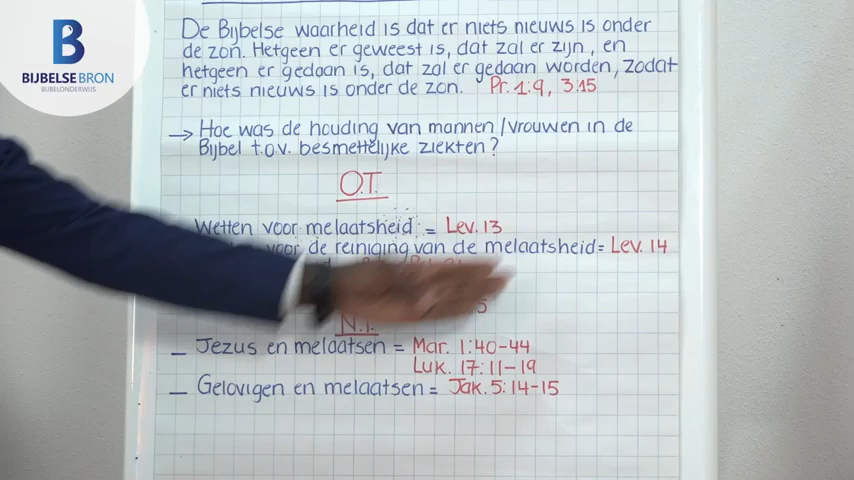 BIJBELSE BRON
BIJBELONDERWIJS
De Bijbelse waarheid is dat er niets nieuws is onder
de zon. Hetgeen er geweest is, dat zal er zijn, en
hetgeen er gedaan is, dat zal er gedaan worden, zodat
er niets nieuws is onder de zon. Pr. 1:9, 3:15
→ Hoe was de houding van mannen/vrouwen in de
Bijbel t.o.v. besmettelijke ziekten?
O.T.
Wetten voor melaatsheid = Lev. 13
voor de reiniging van de melaatsheid = Lev. 14
N.T.
– Jezus en melaatsen = Mar. 1:40-44
Luk. 17:11-19
– Gelovigen en melaatsen = Jak. 5:14-15